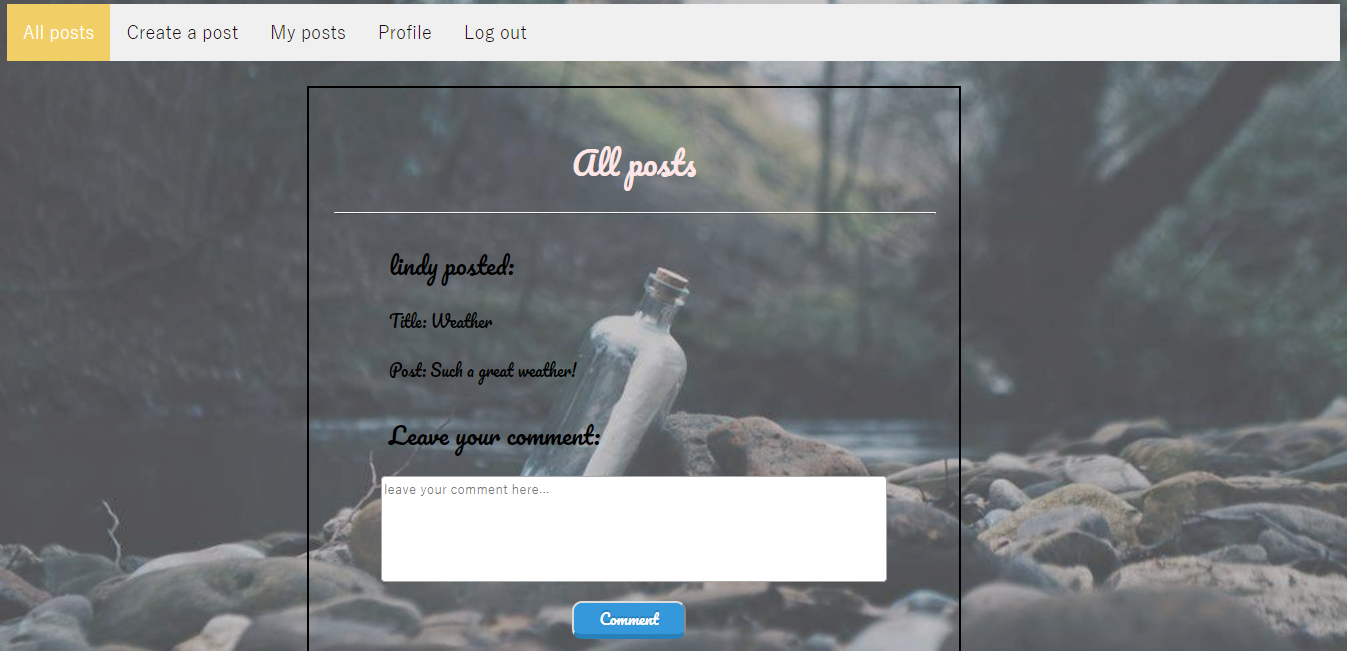 All posts Create a post My posts Profile Log out
All posts
lindy posted:
Title: Weather
Post: Such a great weather!
Leave your comment:
leave your comment here...
Comment